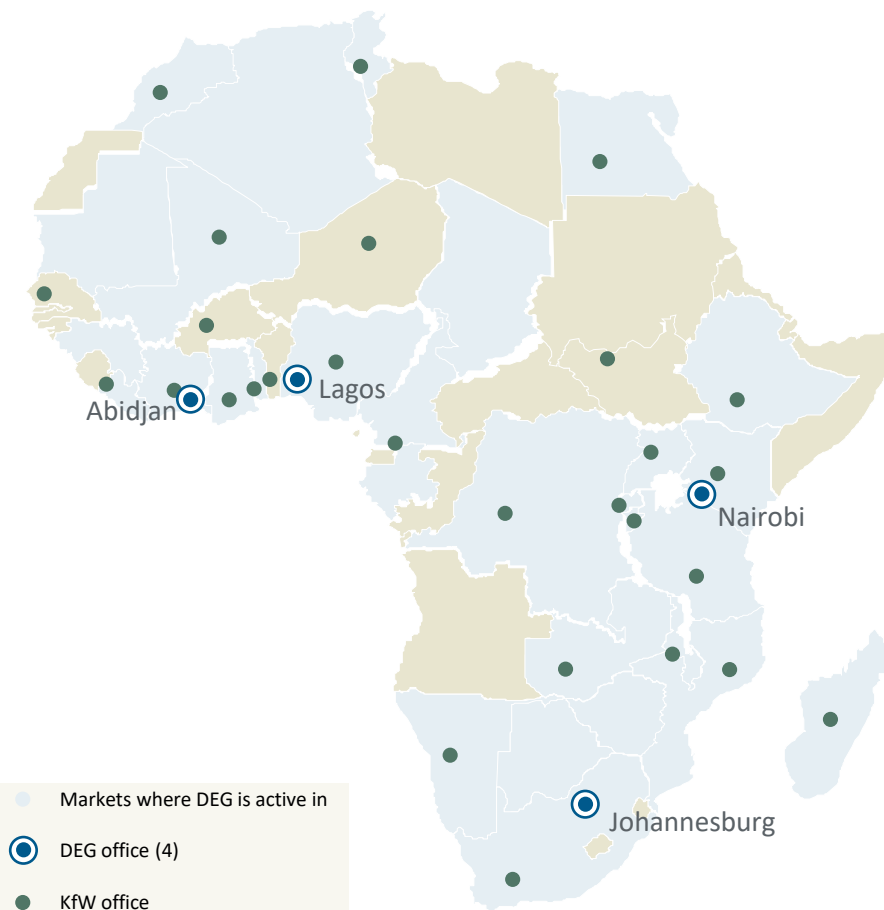 Lagos
Abidjan
Nairobi
Johannesburg
Markets where DEG is active in
DEG office (4)
KfW office